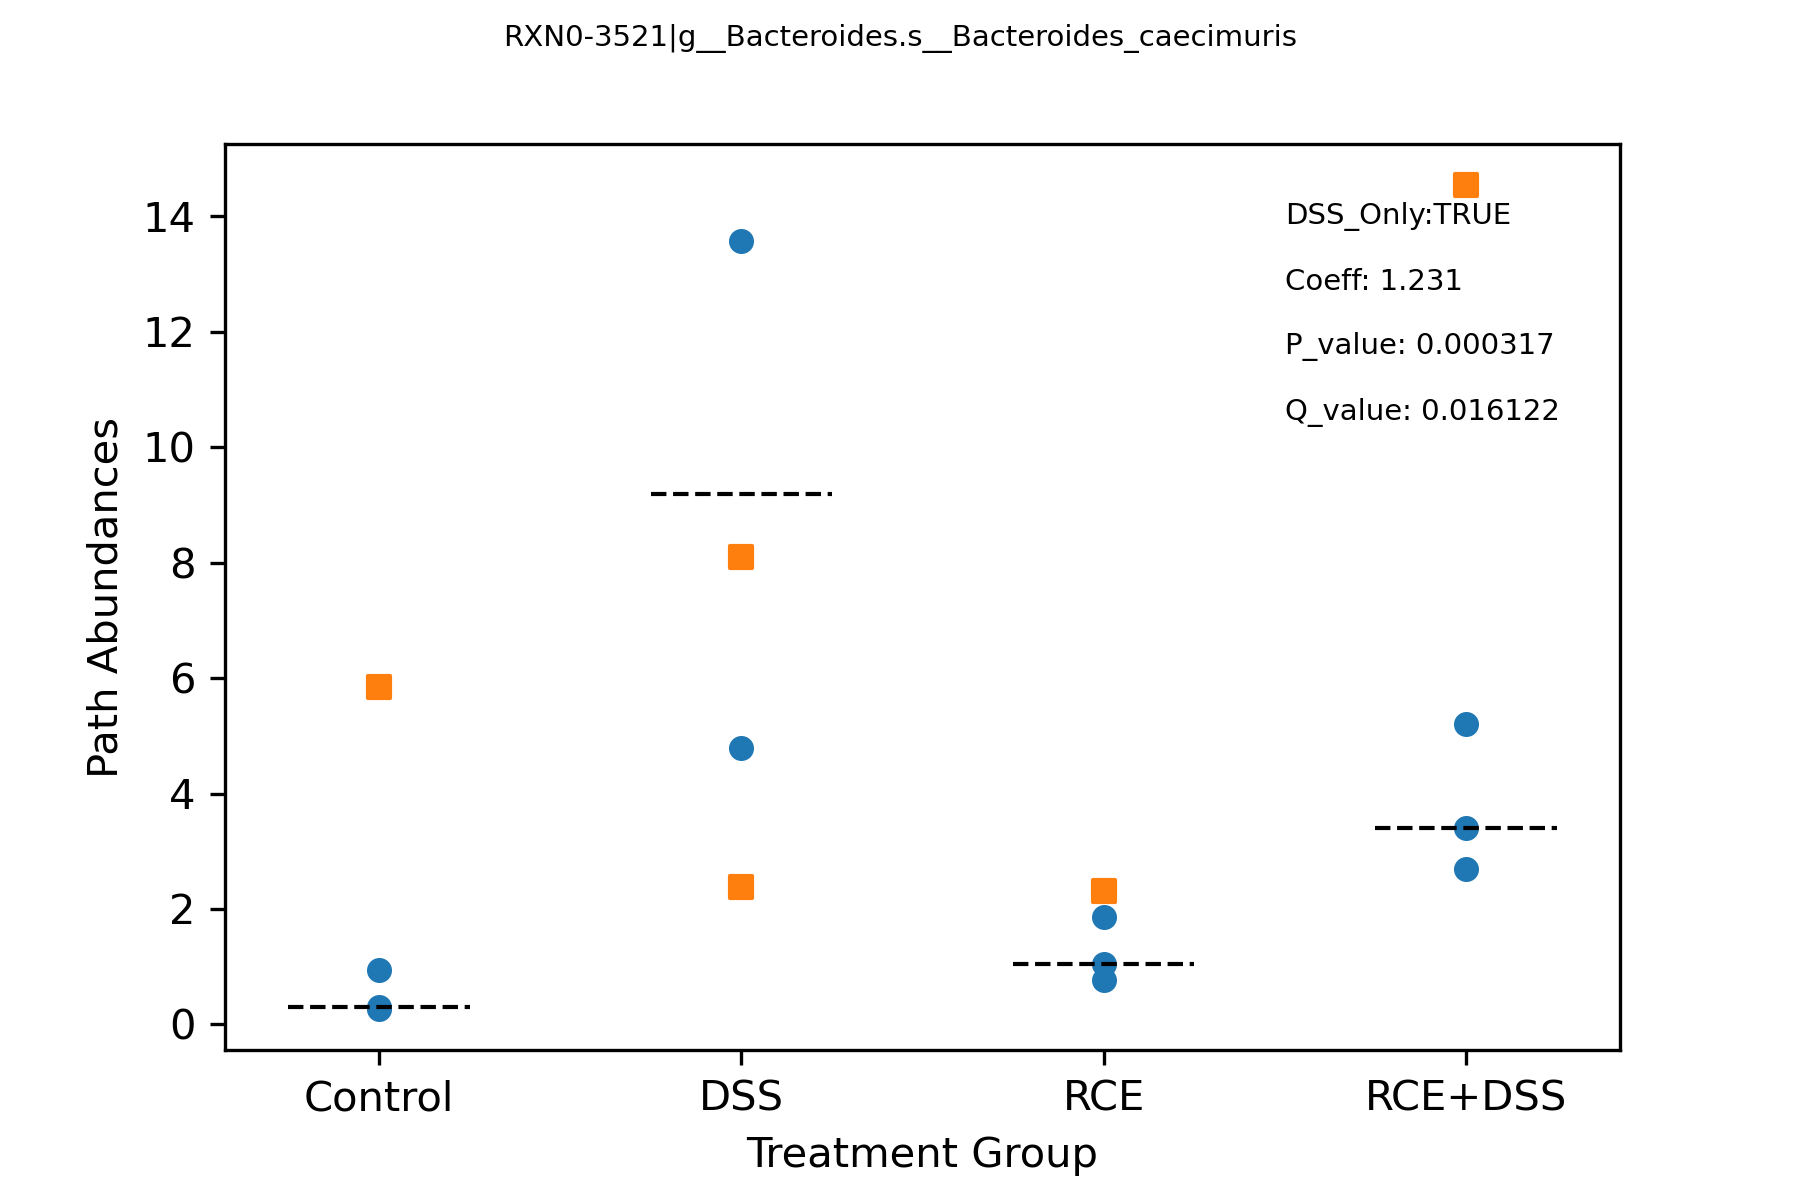 RXN0-3521|g__Bacteroides.s__Bacteroides_caecimuris
14
12
10
8
6
4
2
0
Path Abundances
DSS_Only:TRUE
Coeff: 1.231
P_value: 0.000317
Q_value: 0.016122
Control
DSS
RCE
RCE+DSS
Treatment Group